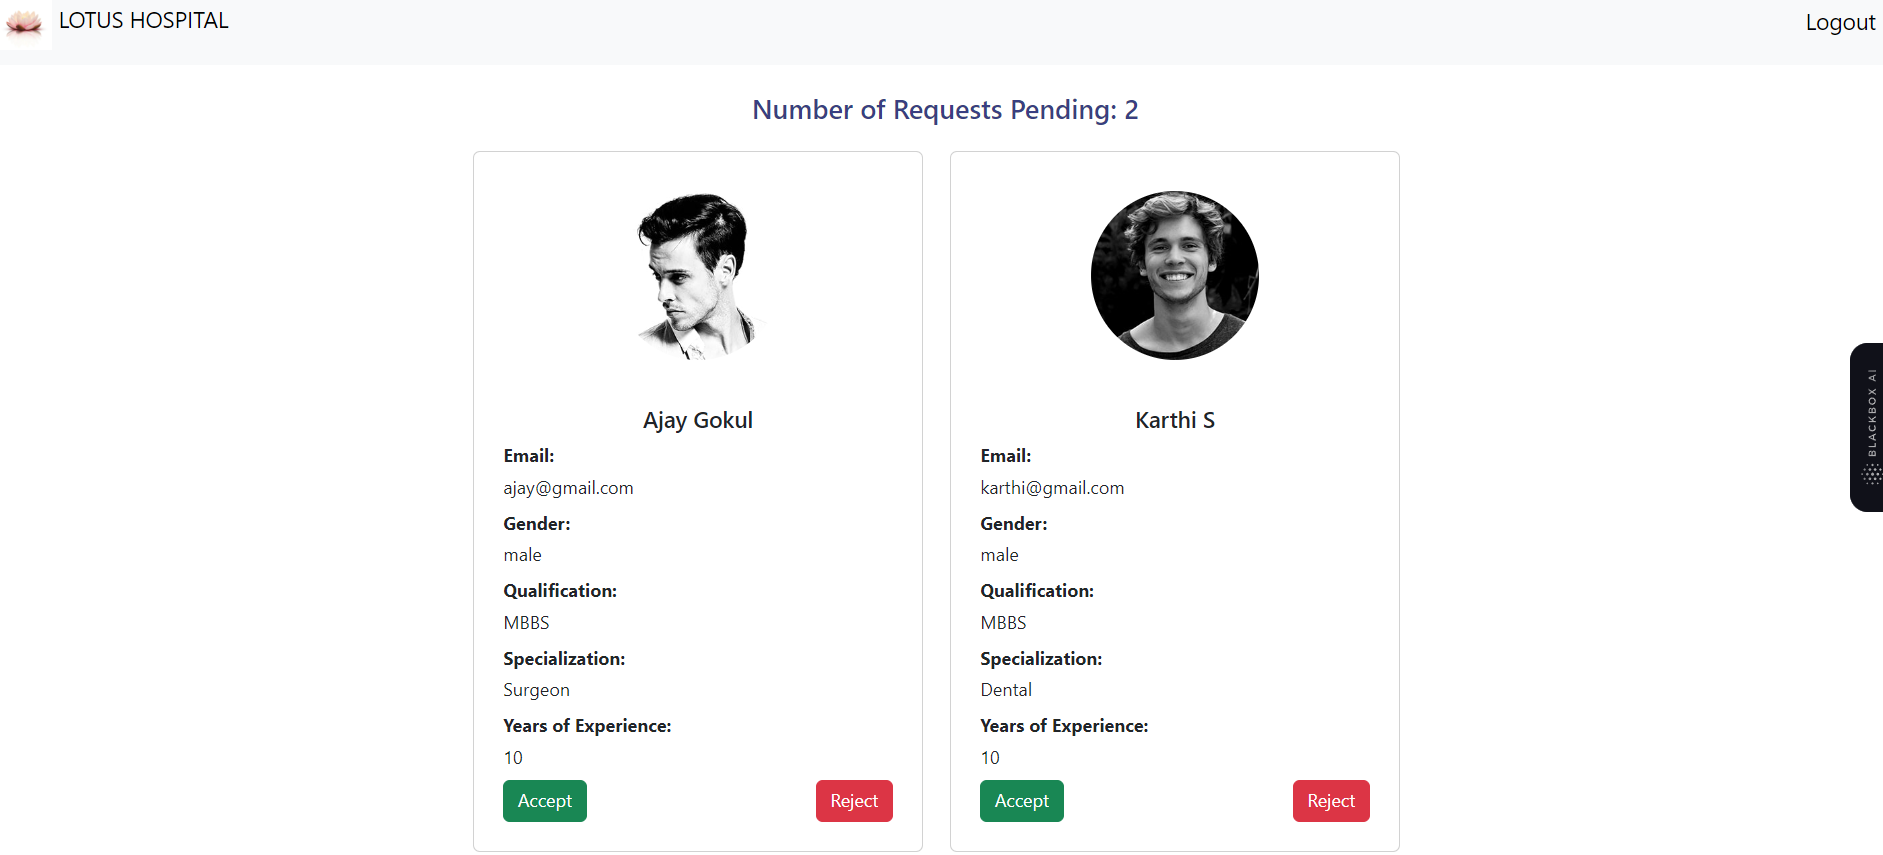 LOTUS HOSPITAL
Logout
Number of Requests Pending: 2
Ajay Gokul
Email:
ajay@gmail.com
Gender:
male
Qualification:
MBBS
Specialization:
Surgeon
Years of Experience:
10
Accept
Reject
Karthi S
Email:
karthi@gmail.com
Gender:
male
Qualification:
MBBS
Specialization:
Dental
Years of Experience:
10
Accept
Reject
BLACKBOX AI